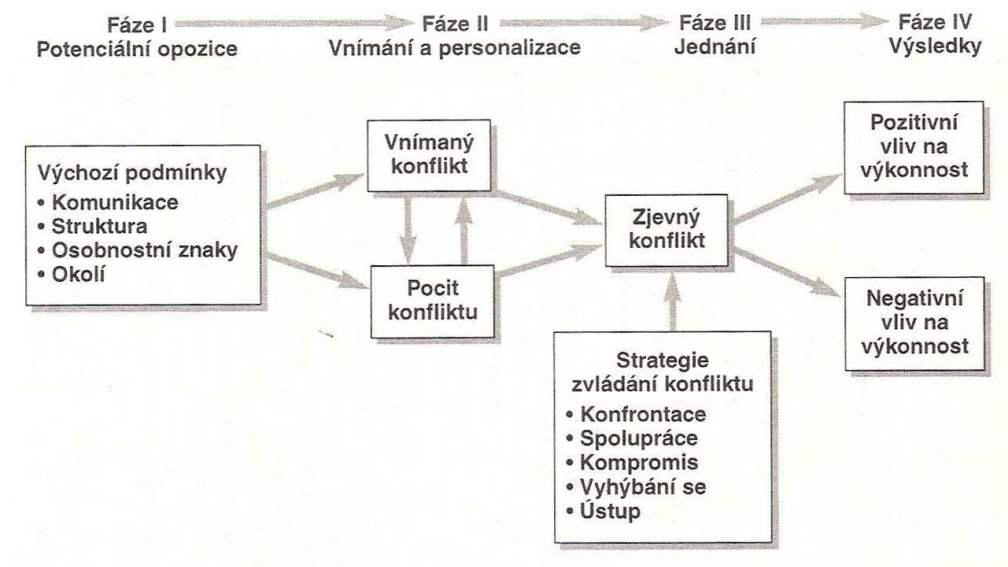 Fáze I
Potenciální opozice
Fáze II
Vnímání a personalizace
Fáze III
Jednání
Fáze IV
Výsledky
Výchozí podmínky
• Komunikace
• Struktura
• Osobnostní znaky
• Okolí
Vnímaný
konflikt
Pocit
konfliktu
Zjevný
konflikt
Strategie
zvládání konfliktu
• Konfrontace
• Spolupráce
• Kompromis
• Vyhýbání se
• Ústup
Pozitivní
vliv na
výkonnost
Negativní
vliv na
výkonnost